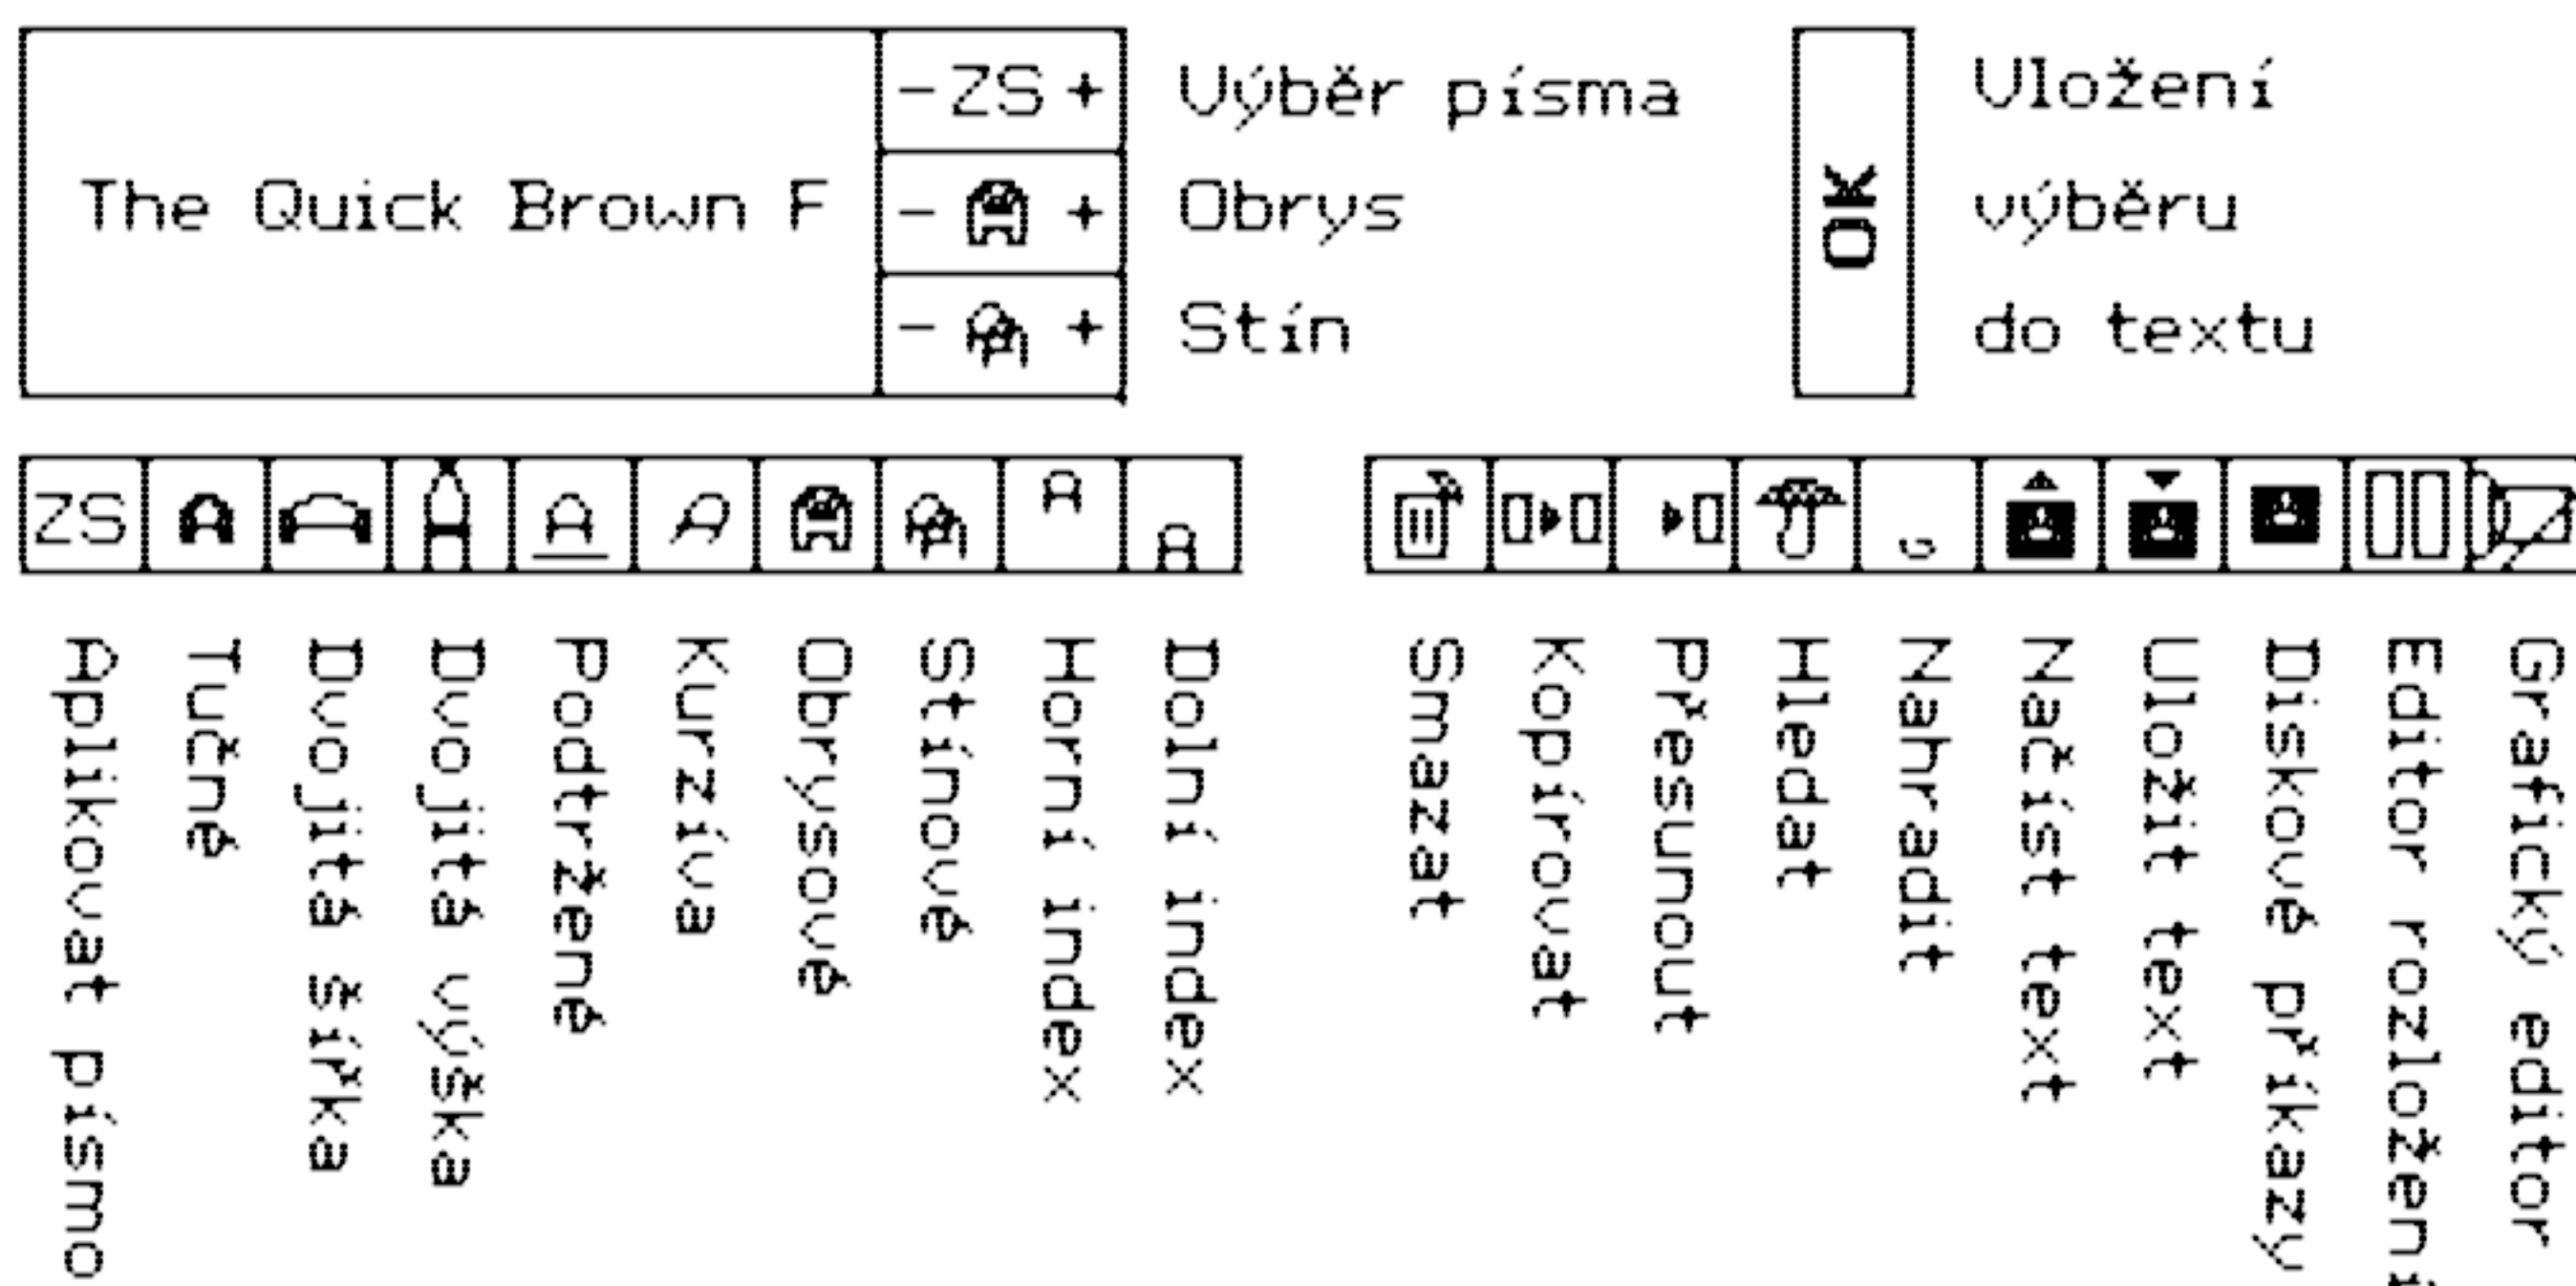 The Quick Brown F
- ZS +
Výběr písma
- +
Obrys
- +
Stín
OK
Vložení
výběru
do textu
ZS
Aplikovat písmo
Tučné
Dvojitá šířka
Dvojitá výška
Podtržené
Kurzíva
Obrysové
Stínové
Horní index
Dolní index
Smazat
Kopírovat
Přesunout
Hledat
Nahradit
Načíst text
Uložit text
Diskové příkazy
Editor rozložení
Grafický editor